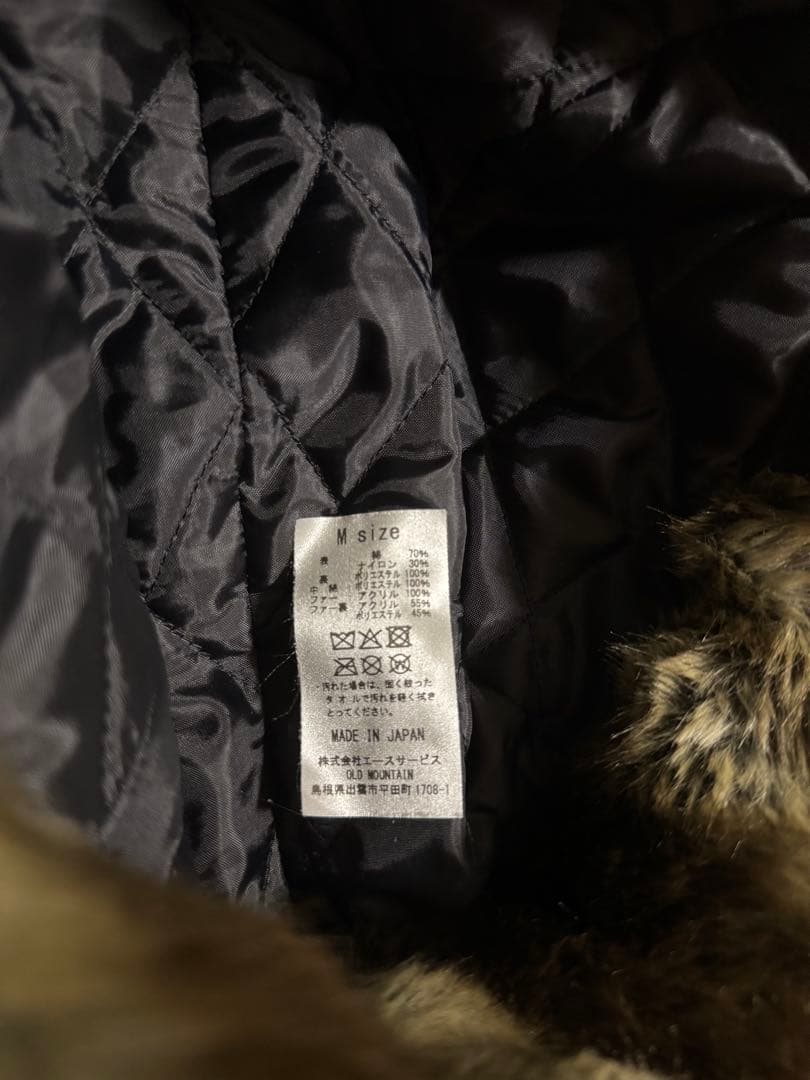 M size
表 綿 70%
ナイロン 30%
裏 ポリエステル 100%
中綿 ポリエステル 100%
ファー アクリル 100%
ファー裏 アクリル 55%
ポリエステル 45%
・汚れた場合は、固く絞った
タオルで汚れを軽く拭き
とってください。
MADE IN JAPAN
株式会社エースサービス
OLD MOUNTAIN
島根県出雲市平田町1708-1